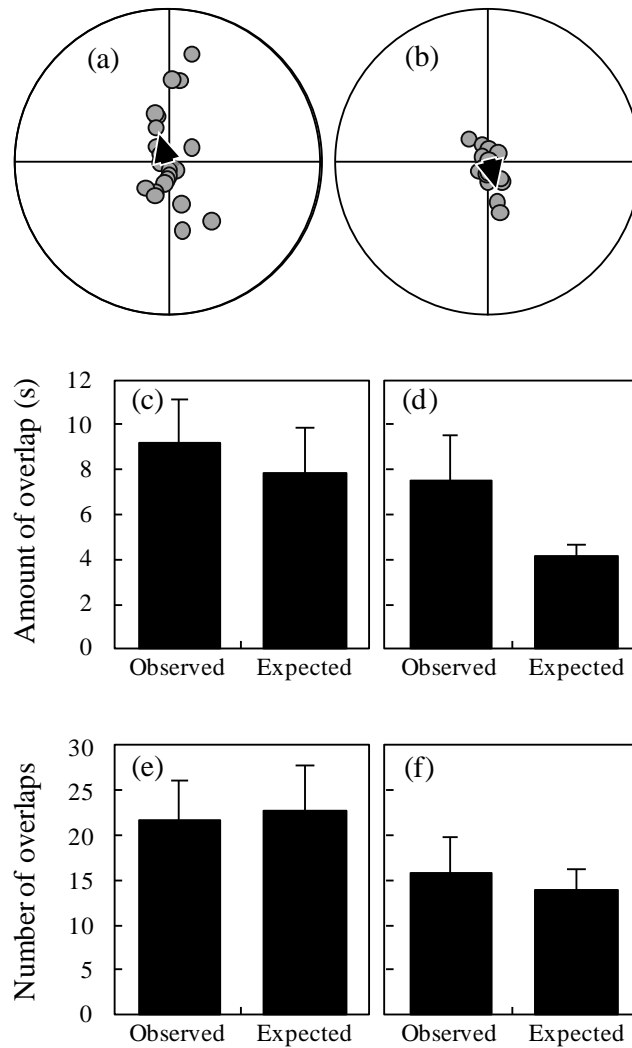 (a)
(b)
Amount of overlap (s)
12
10
8
6
4
2
0
(c)
(d)
Observed
Expected
Observed
Expected
Number of overlaps
30
25
20
15
10
5
0
(e)
(f)
Observed
Expected
Observed
Expected